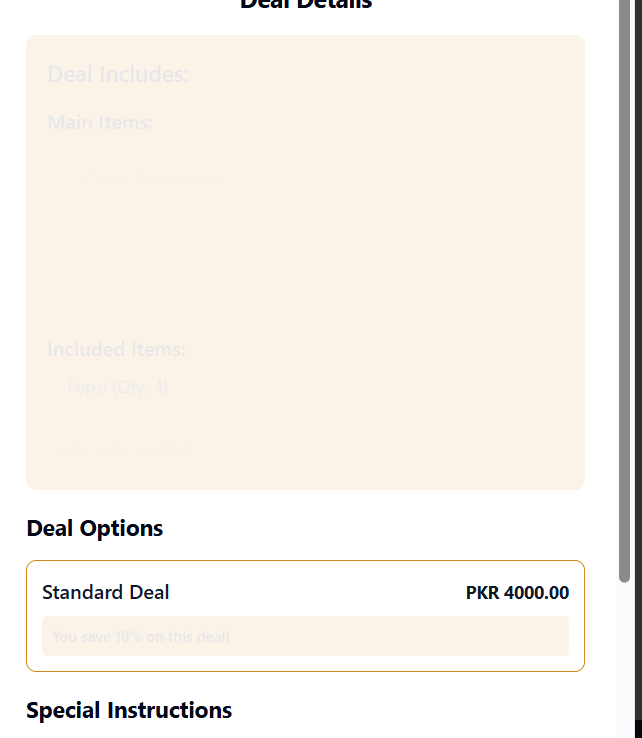 Deal Details
Deal Includes:
Main Items:
Included Items:
Pepsi (Qty: 4)
Deal Options
Standard Deal
PKR 4000.00
You save 10% on this deal!
Special Instructions